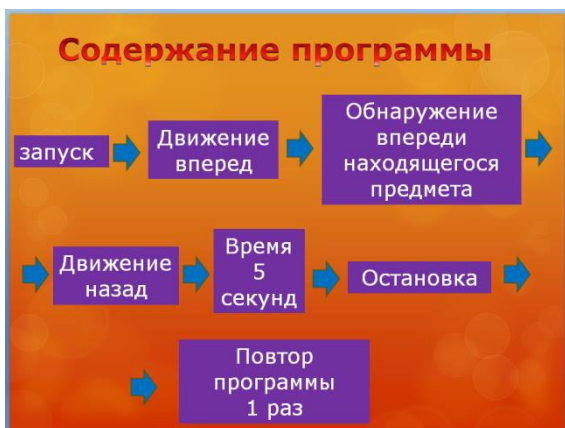 Содержание программы
запуск
Движение
вперед
Обнаружение
впереди
находящегося
предмета
Движение
назад
Время
5
секунд
Остановка
Повтор
программы
1 раз